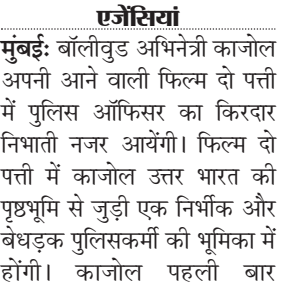 एजेंसियां
मुंबईः बॉलीवुड अभिनेत्री काजोल
अपनी आने वाली फिल्म दो पत्ती
में पुलिस ऑफिसर का किरदार
निभाती नजर आयेंगी। फिल्म दो
पत्ती में काजोल उत्तर भारत की
पृष्ठभूमि से जुड़ी एक निर्भीक और
बेधड़क पुलिसकर्मी की भूमिका में
होंगी। काजोल पहली बार